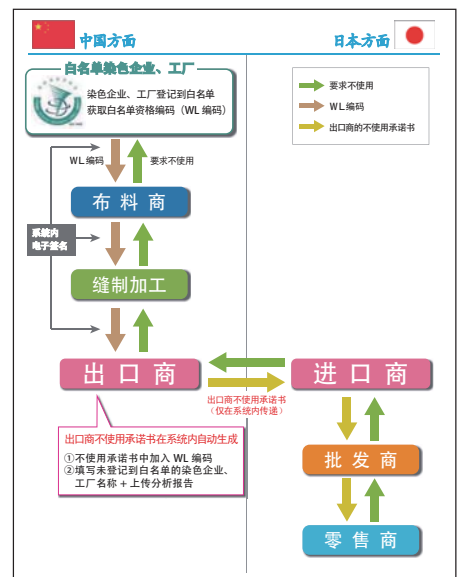 中国方面
日本方面
白名单染色企业、工厂
染色企业、工厂登记到白名单
获取白名单资格编码（WL 编码）
要求不使用
WL编码
出口商的不使用承诺书
WL编码
要求不使用
布料商
系统内
电子签名
缝制加工
出口商
进口商
出口商不使用承诺书
（仅在系统内传递）
出口商不使用承诺书在系统内自动生成
①不使用承诺书中加入 WL 编码
②填写未登记到白名单的染色企业、
工厂名称 + 上传分析报告
批发商
零售商